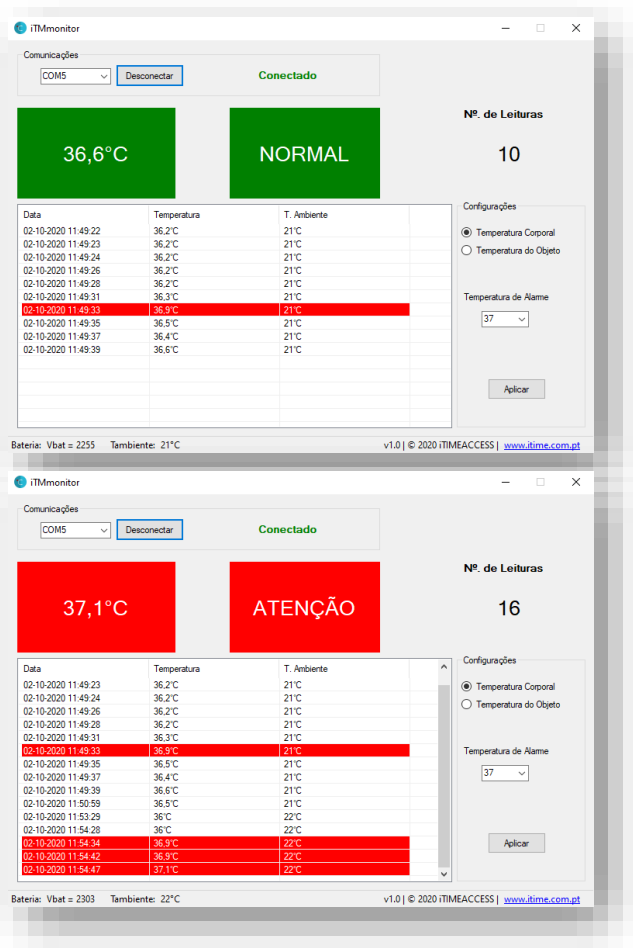 iTMmonitor
Comunicações
COM5 Desconectar Conectado
Nº. de Leituras
36,6°C NORMAL 10
Configurações
Data Temperatura T. Ambiente
02-10-2020 11:49:22 36,2°C 21°C
Temperatura Corporal
02-10-2020 11:49:23 36,2°C 21°C
02-10-2020 11:49:24 36,2°C 21°C
Temperatura do Objeto
02-10-2020 11:49:26 36,2°C 21°C
02-10-2020 11:49:28 36,2°C 21°C
02-10-2020 11:49:31 36,3°C 21°C
Temperatura de Alarme
02-10-2020 11:49:33 36,9°C 21°C
02-10-2020 11:49:35 36,5°C 21°C
37
02-10-2020 11:49:37 36,4°C 21°C
02-10-2020 11:49:39 36,6°C 21°C
Aplicar
Bateria: Vbat = 2255 Tambiente: 21°C v1.0 | © 2020 iTIMEACCESS | www.itime.com.pt
iTMmonitor
Comunicações
COM5 Desconectar Conectado
Nº. de Leituras
37,1°C ATENÇÃO 16
Configurações
Data Temperatura T. Ambiente
02-10-2020 11:49:23 36,2°C 21°C
Temperatura Corporal
02-10-2020 11:49:24 36,2°C 21°C
02-10-2020 11:49:26 36,2°C 21°C
Temperatura do Objeto
02-10-2020 11:49:28 36,2°C 21°C
02-10-2020 11:49:31 36,3°C 21°C
02-10-2020 11:49:33 36,9°C 21°C
Temperatura de Alarme
02-10-2020 11:49:35 36,5°C 21°C
02-10-2020 11:49:37 36,4°C 21°C
37
02-10-2020 11:49:39 36,6°C 21°C
02-10-2020 11:50:59 36,5°C 21°C
02-10-2020 11:53:29 36°C 22°C
02-10-2020 11:54:28 36°C 22°C
02-10-2020 11:54:34 36,9°C 22°C
Aplicar
02-10-2020 11:54:42 36,9°C 22°C
02-10-2020 11:54:47 37,1°C 22°C
Bateria: Vbat = 2303 Tambiente: 22°C v1.0 | © 2020 iTIMEACCESS | www.itime.com.pt